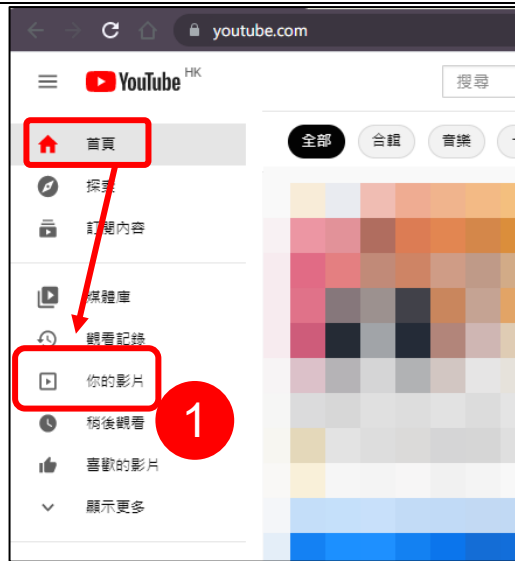 youtube.com
YouTube HK
搜尋
全部 合輯 音樂
首頁
探索
訂閱內容
媒體庫
觀看記錄
你的影片
1
稍後觀看
喜歡的影片
顯示更多